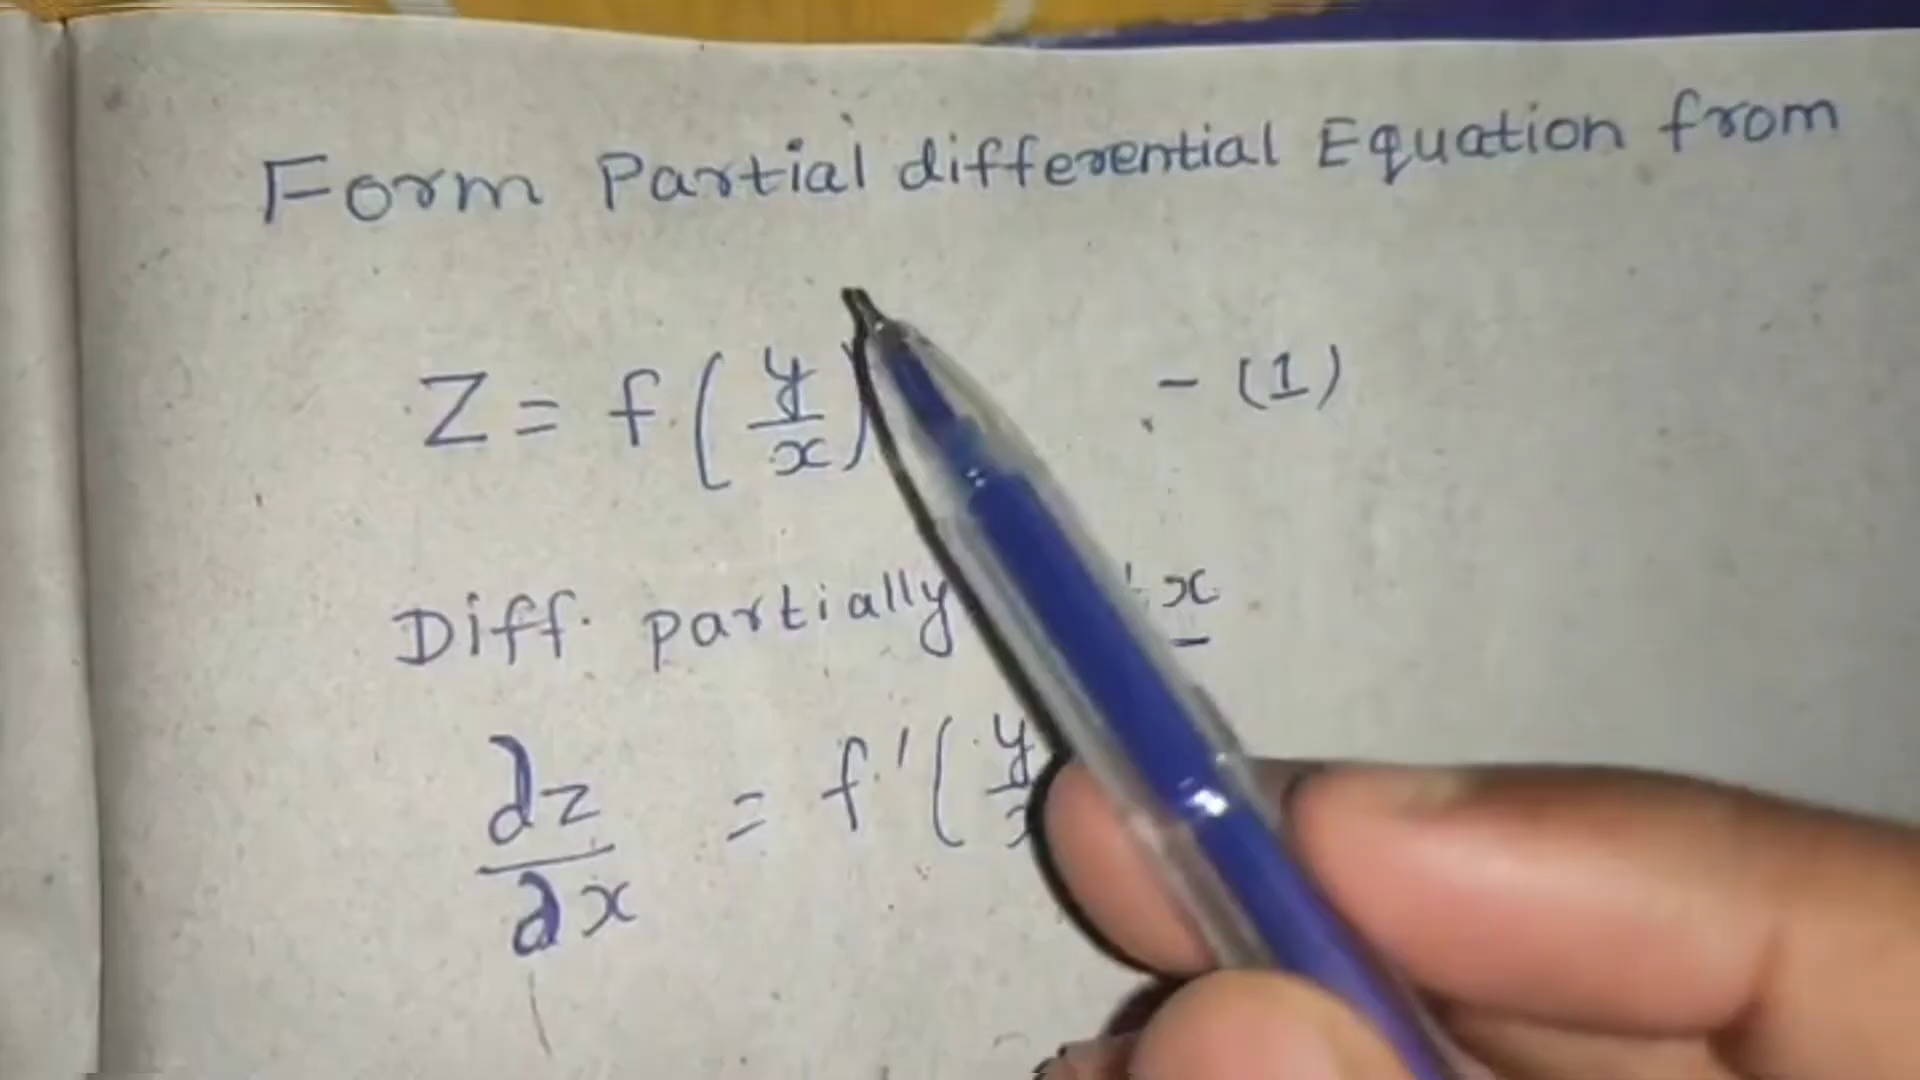 Form Partial differential Equation from
Z = f ( y/x ) - (1)
Diff. partially x
∂z/∂x = f' ( y/